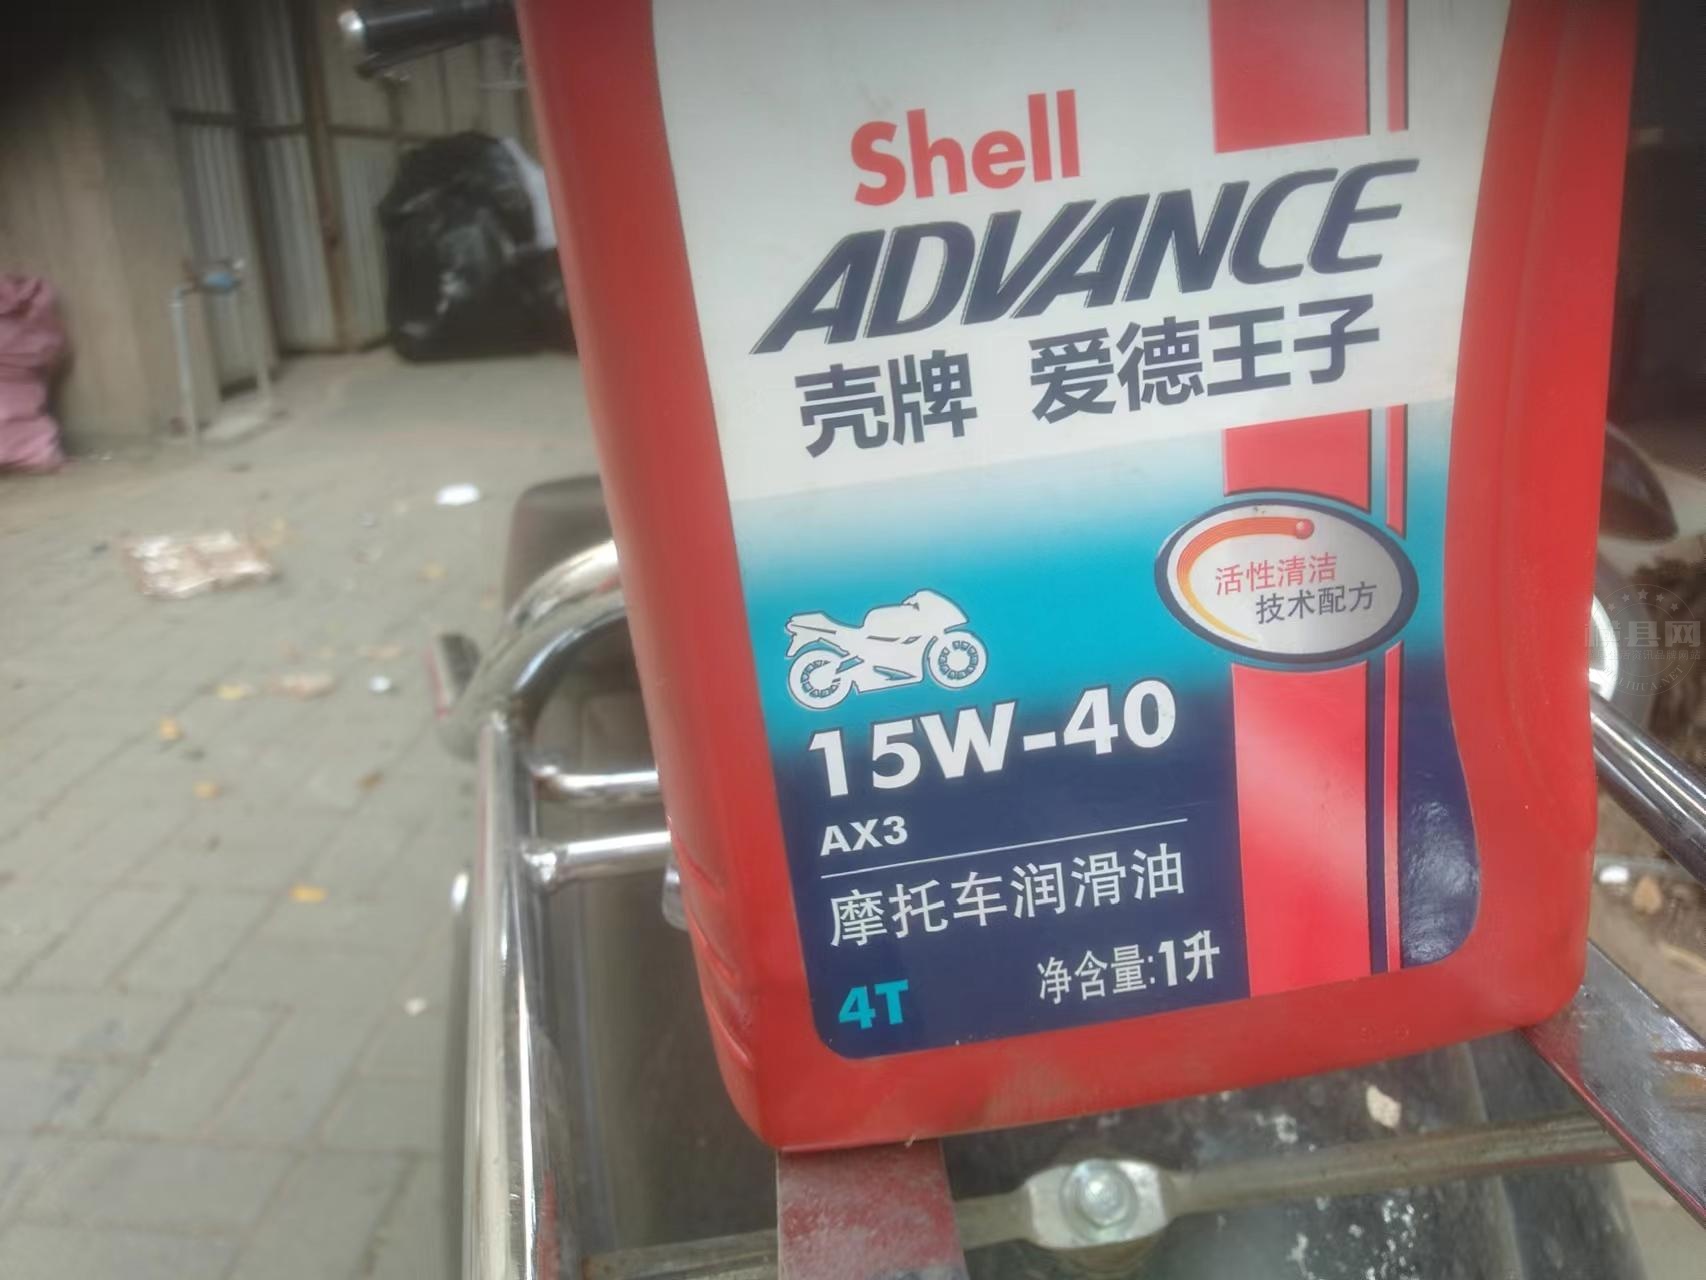 Shell
ADVANCE
壳牌 爱德王子
活性清洁
技术配方
15W-40
AX3
摩托车润滑油
4T 净含量:1升